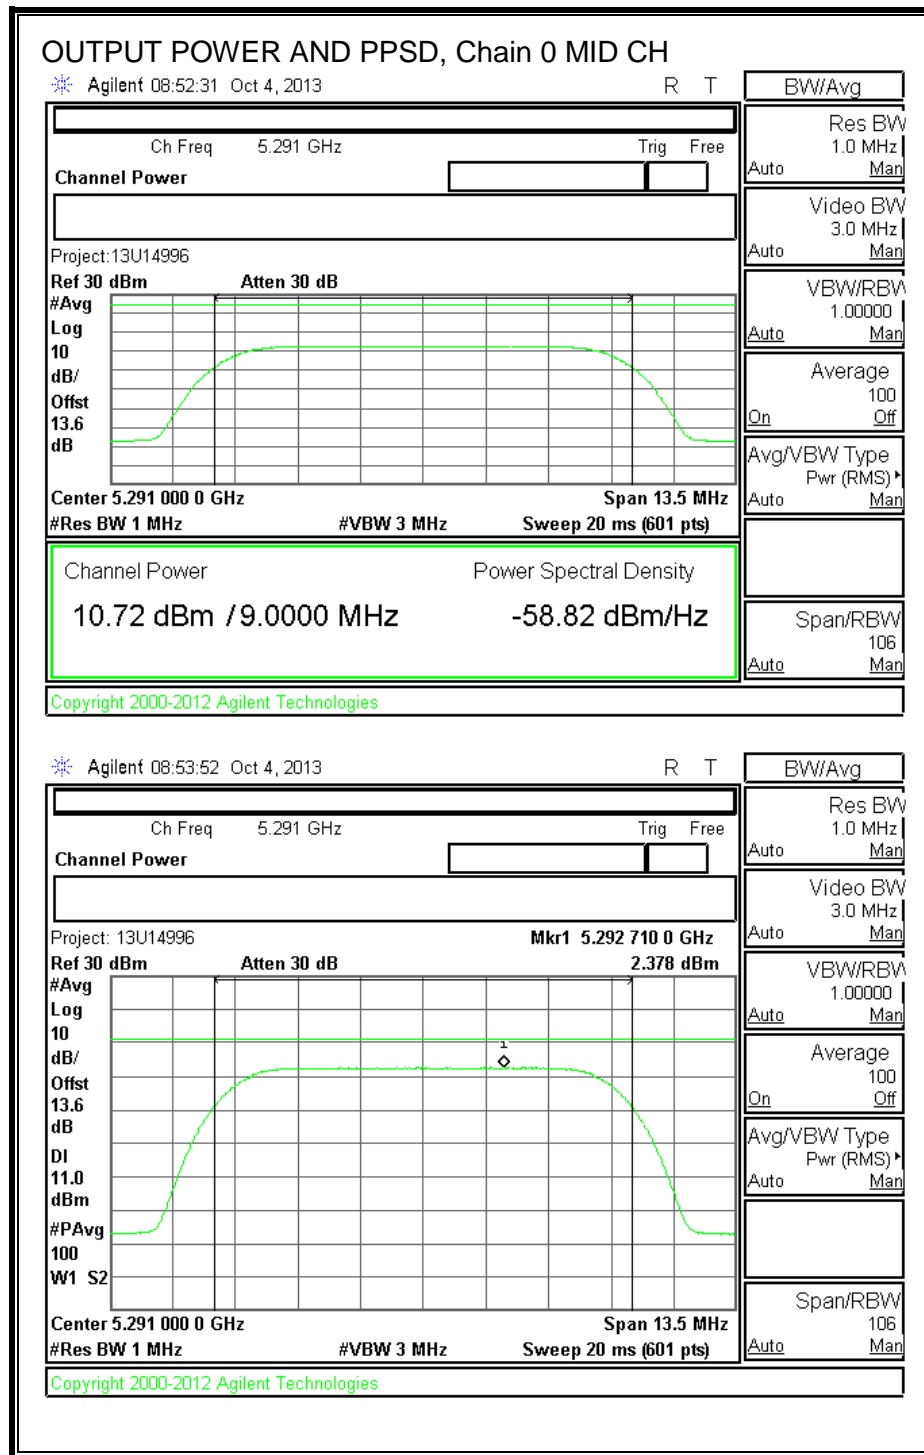 OUTPUT POWER AND PPSD, Chain 0 MID CH
Agilent 08:52:31 Oct 4, 2013 R T
BW/Avg
Ch Freq 5.291 GHz Trig Free
Channel Power
Res BW
1.0 MHz
Auto Man
Video BW
3.0 MHz
Auto Man
Project:13U14996
Ref 30 dBm Atten 30 dB
#Avg
Log
10
dB/
Offst
13.6
dB
VBW/RBW
1.00000
Auto Man
Average
100
On Off
Avg/VBW Type
Pwr (RMS)
Auto Man
Center 5.291 000 0 GHz Span 13.5 MHz
#Res BW 1 MHz #VBW 3 MHz Sweep 20 ms (601 pts)
Channel Power Power Spectral Density
10.72 dBm / 9.0000 MHz -58.82 dBm/Hz
Span/RBW
106
Auto Man
Copyright 2000-2012 Agilent Technologies
Agilent 08:53:52 Oct 4, 2013 R T
BW/Avg
Ch Freq 5.291 GHz Trig Free
Channel Power
Res BW
1.0 MHz
Auto Man
Video BW
3.0 MHz
Auto Man
Project: 13U14996 Mkr1 5.292 710 0 GHz
Ref 30 dBm Atten 30 dB 2.378 dBm
#Avg
Log
10
dB/
Offst
13.6
dB
DI
11.0
dBm
#PAvg
100
W1 S2
1
VBW/RBW
1.00000
Auto Man
Average
100
On Off
Avg/VBW Type
Pwr (RMS)
Auto Man
Center 5.291 000 0 GHz Span 13.5 MHz
#Res BW 1 MHz #VBW 3 MHz Sweep 20 ms (601 pts)
Span/RBW
106
Auto Man
Copyright 2000-2012 Agilent Technologies